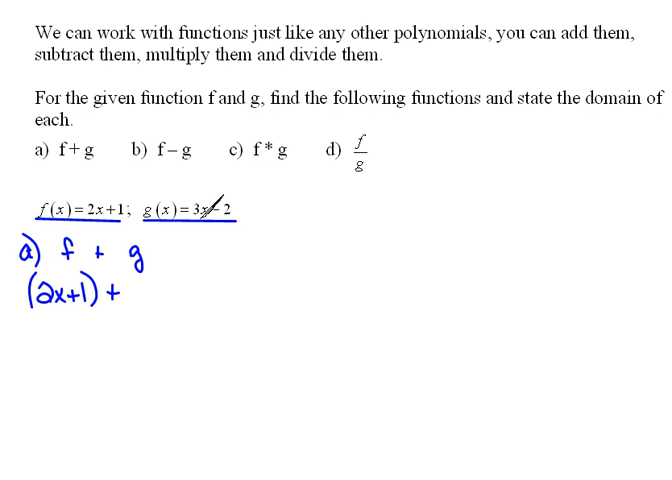 We can work with functions just like any other polynomials, you can add them,
subtract them, multiply them and divide them.
For the given function f and g, find the following functions and state the domain of
each.
a) f + g b) f – g c) f * g d) f/g
f(x) = 2x+1; g(x) = 3x – 2
a) f + g
(2x+1) +